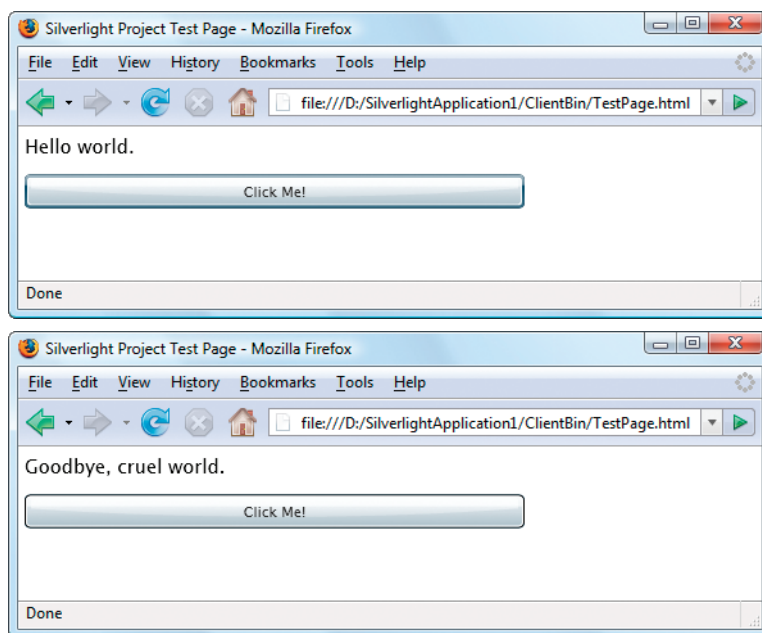 Silverlight Project Test Page - Mozilla Firefox
File Edit View History Bookmarks Tools Help
file:///D:/SilverlightApplication1/ClientBin/TestPage.html
Hello world.
Click Me!
Done
Silverlight Project Test Page - Mozilla Firefox
File Edit View History Bookmarks Tools Help
file:///D:/SilverlightApplication1/ClientBin/TestPage.html
Goodbye, cruel world.
Click Me!
Done